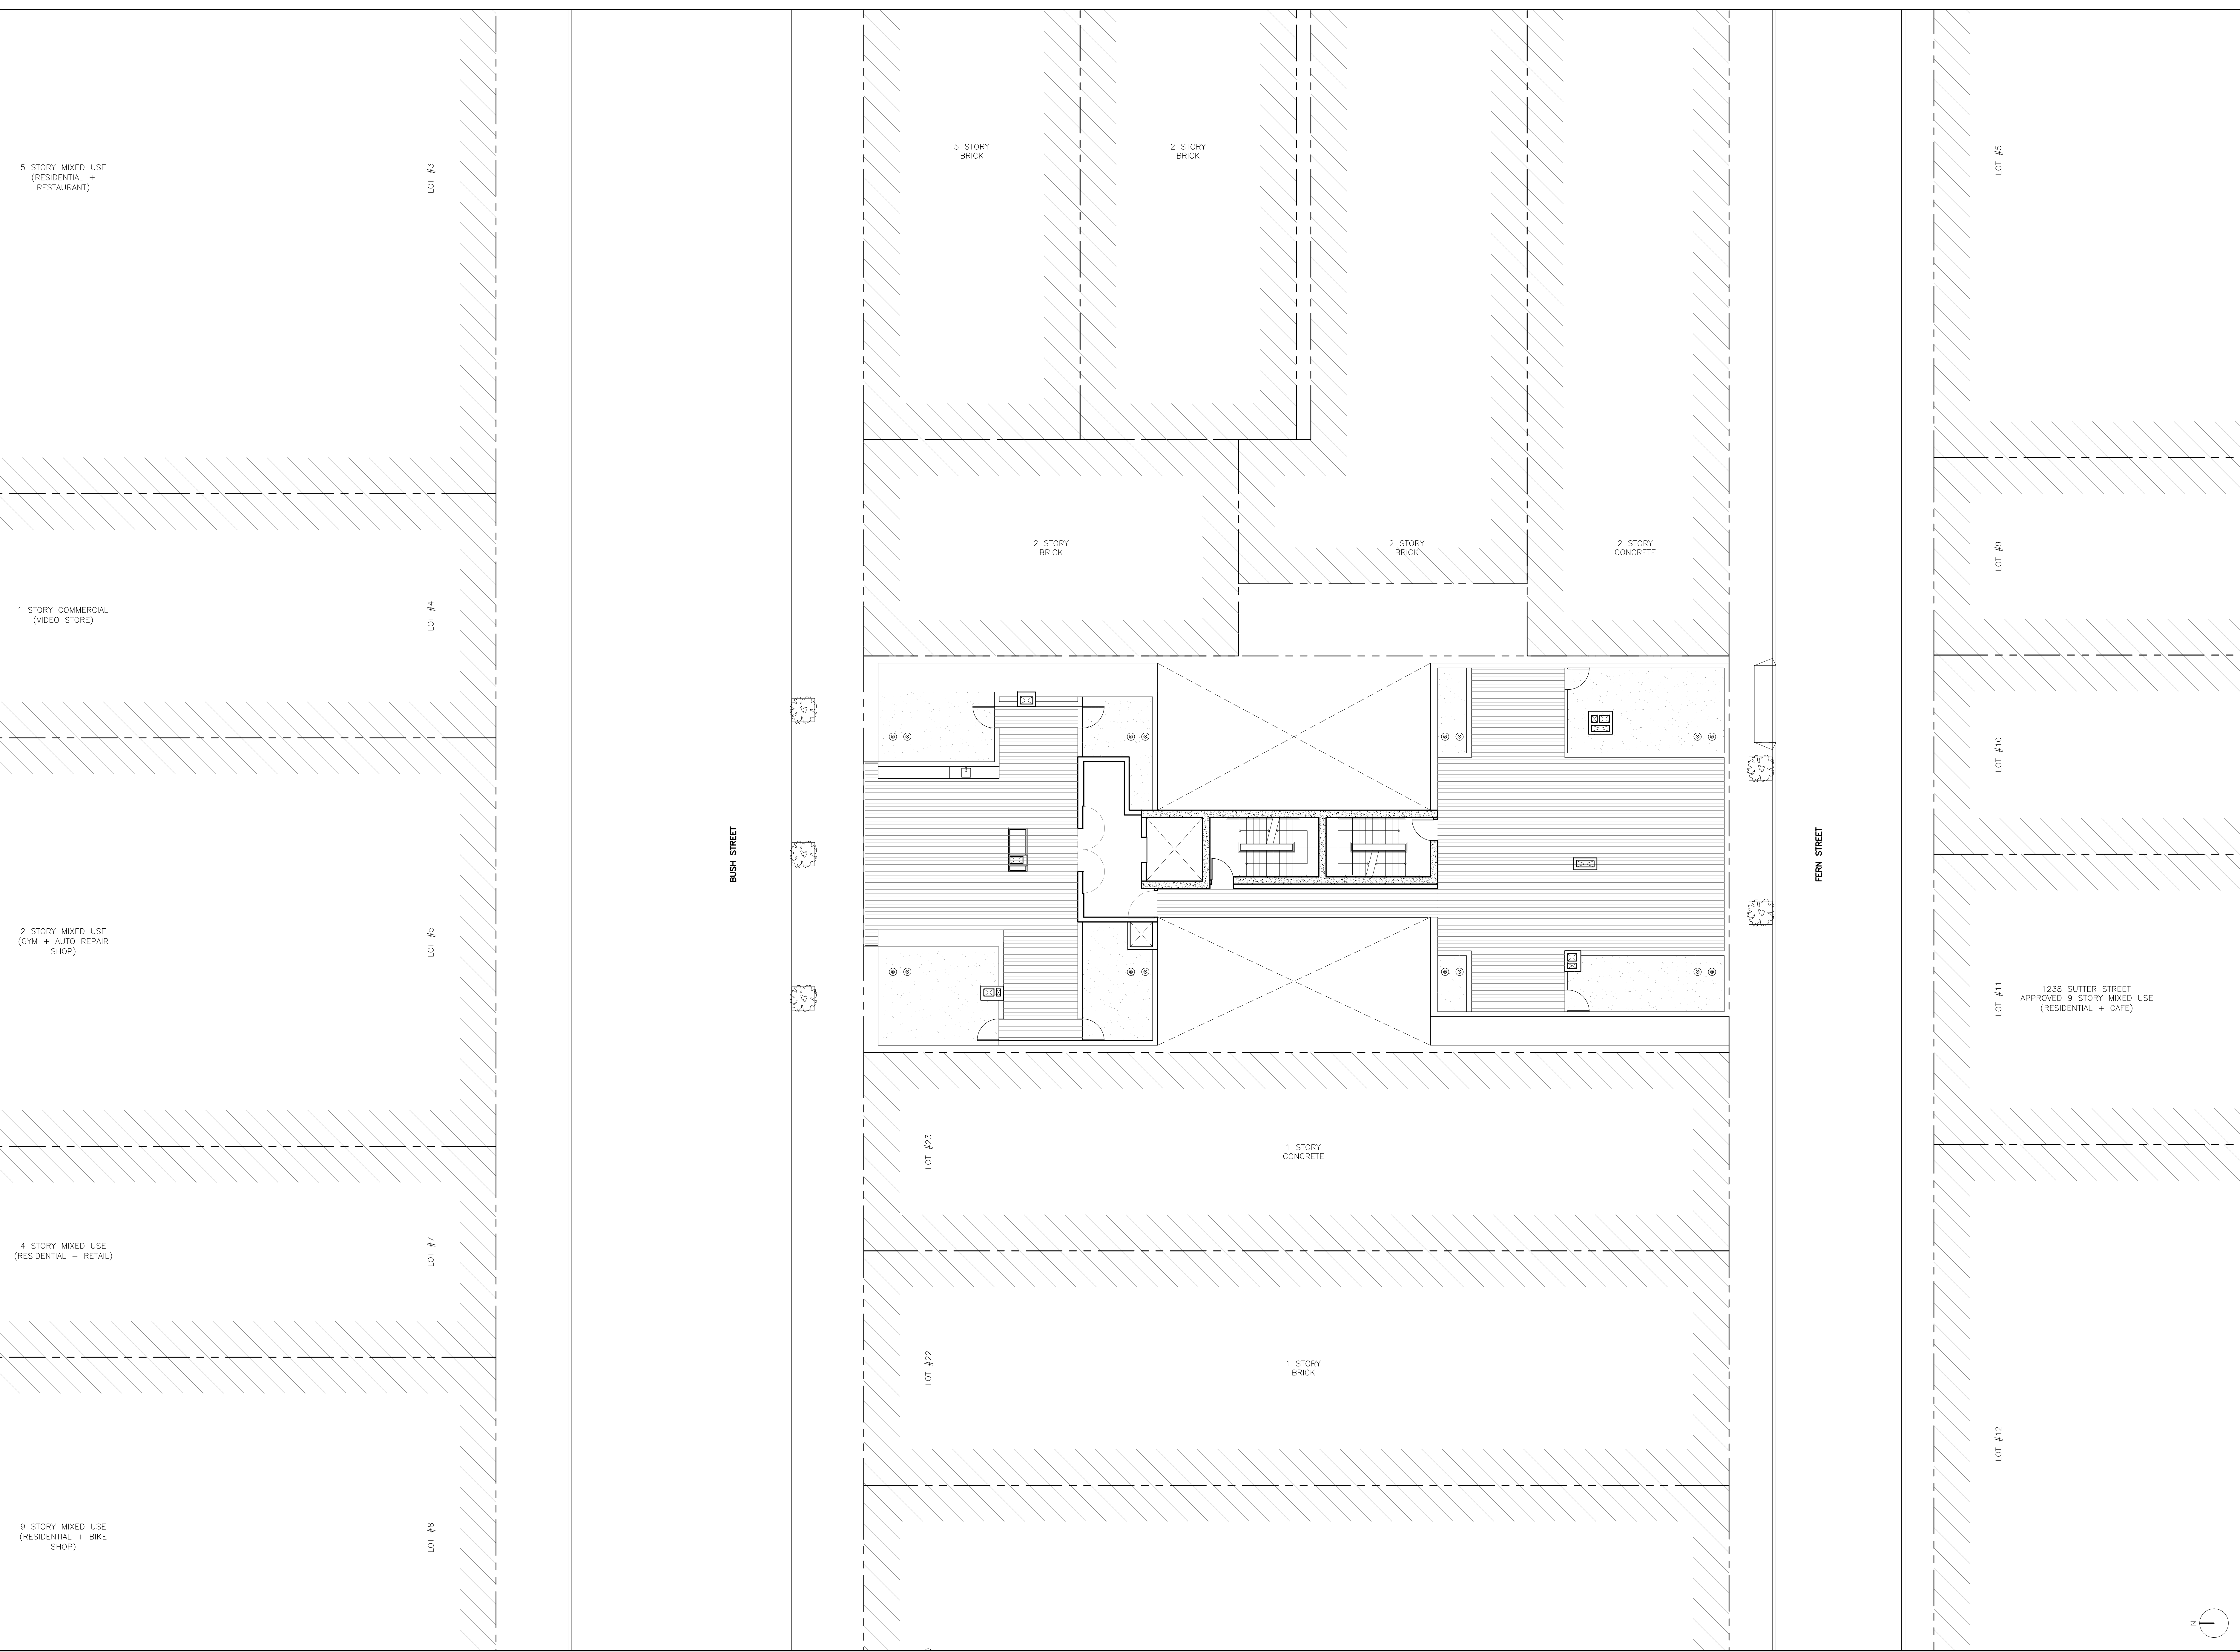 5 STORY MIXED USE
(RESIDENTIAL +
RESTAURANT)
LOT #3
1 STORY COMMERCIAL
(VIDEO STORE)
LOT #4
2 STORY MIXED USE
(GYM + AUTO REPAIR
SHOP)
LOT #5
4 STORY MIXED USE
(RESIDENTIAL + RETAIL)
LOT #7
9 STORY MIXED USE
(RESIDENTIAL + BIKE
SHOP)
LOT #8
BUSH STREET
5 STORY
BRICK
2 STORY
BRICK
2 STORY
BRICK
2 STORY
BRICK
2 STORY
CONCRETE
LOT #23
1 STORY
CONCRETE
LOT #22
1 STORY
BRICK
FERN STREET
LOT #5
LOT #9
LOT #10
LOT #11
1238 SUTTER STREET
APPROVED 9 STORY MIXED USE
(RESIDENTIAL + CAFE)
LOT #12
N